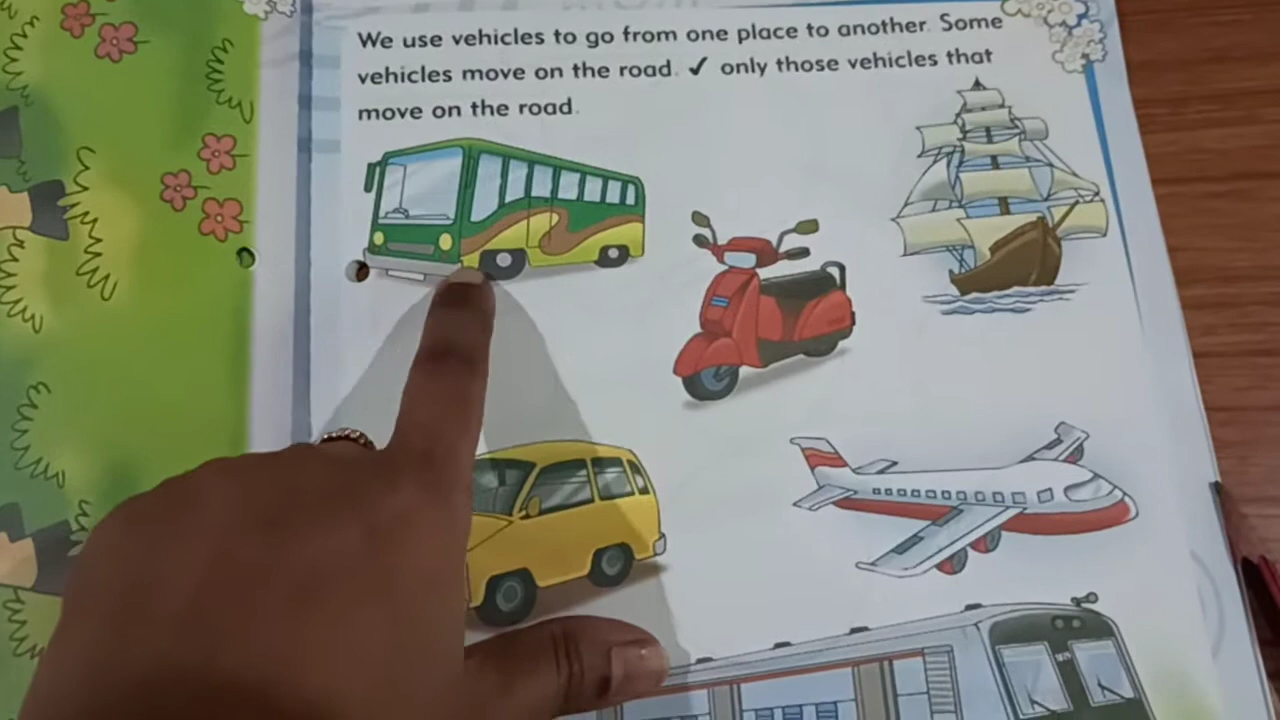 We use vehicles to go from one place to another. Some
vehicles move on the road. ✓ only those vehicles that
move on the road.